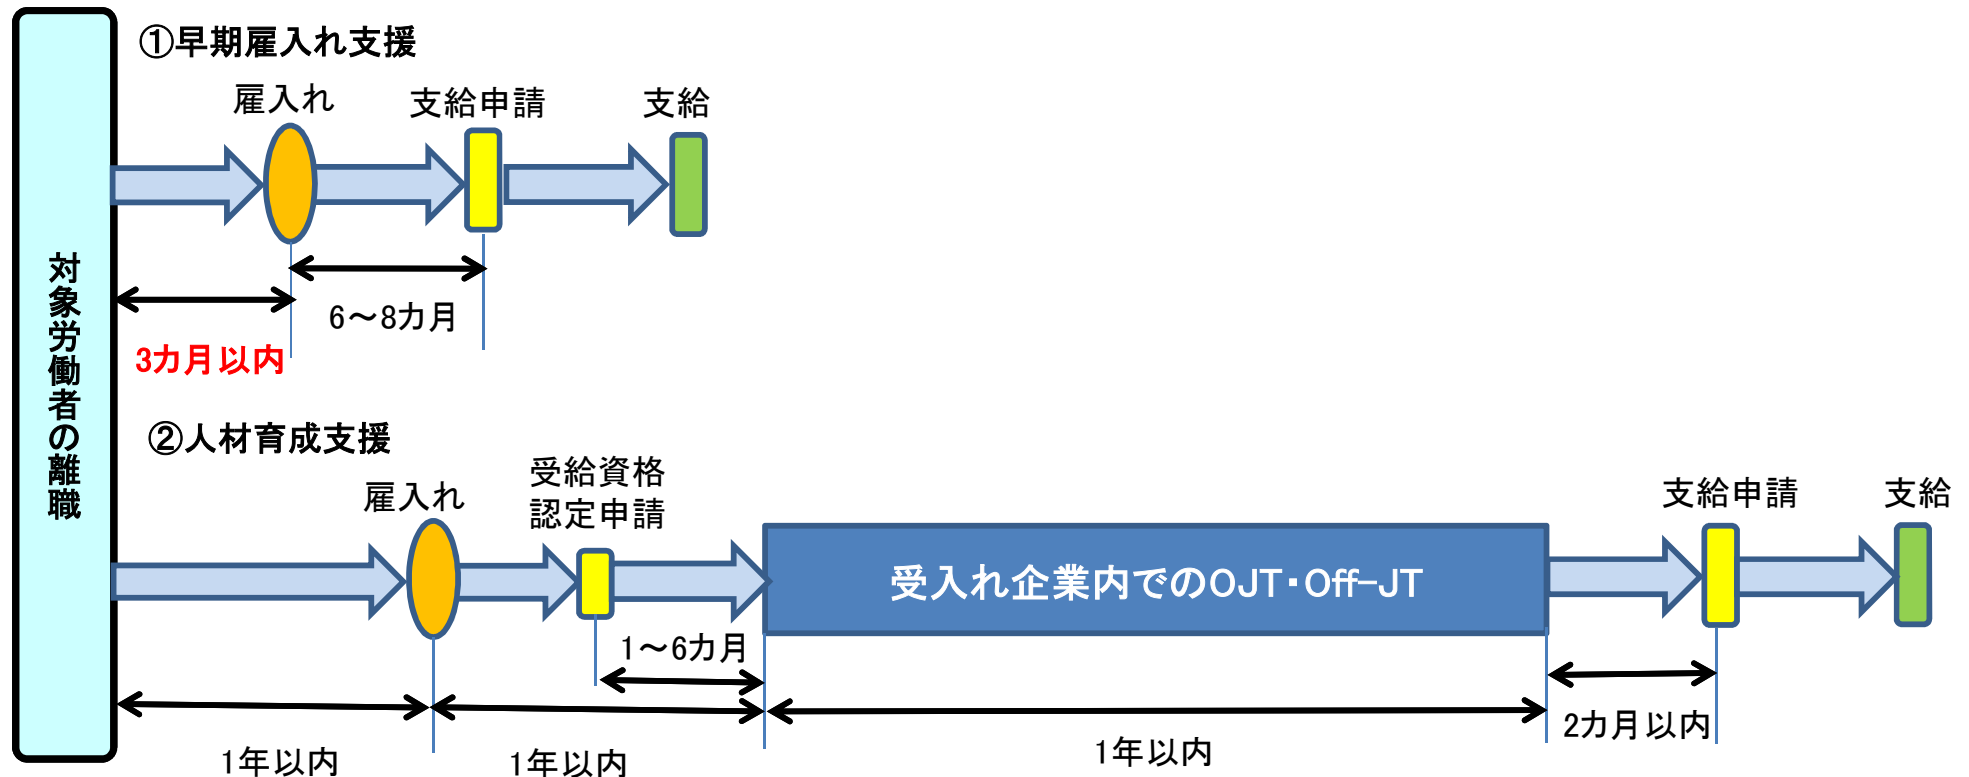 対象労働者の離職
①早期雇入れ支援
雇入れ
支給申請
支給
6～8カ月
3カ月以内
②人材育成支援
雇入れ
受給資格
認定申請
受入れ企業内でのOJT・Off-JT
支給申請
支給
1～6カ月
1年以内
1年以内
1年以内
2カ月以内